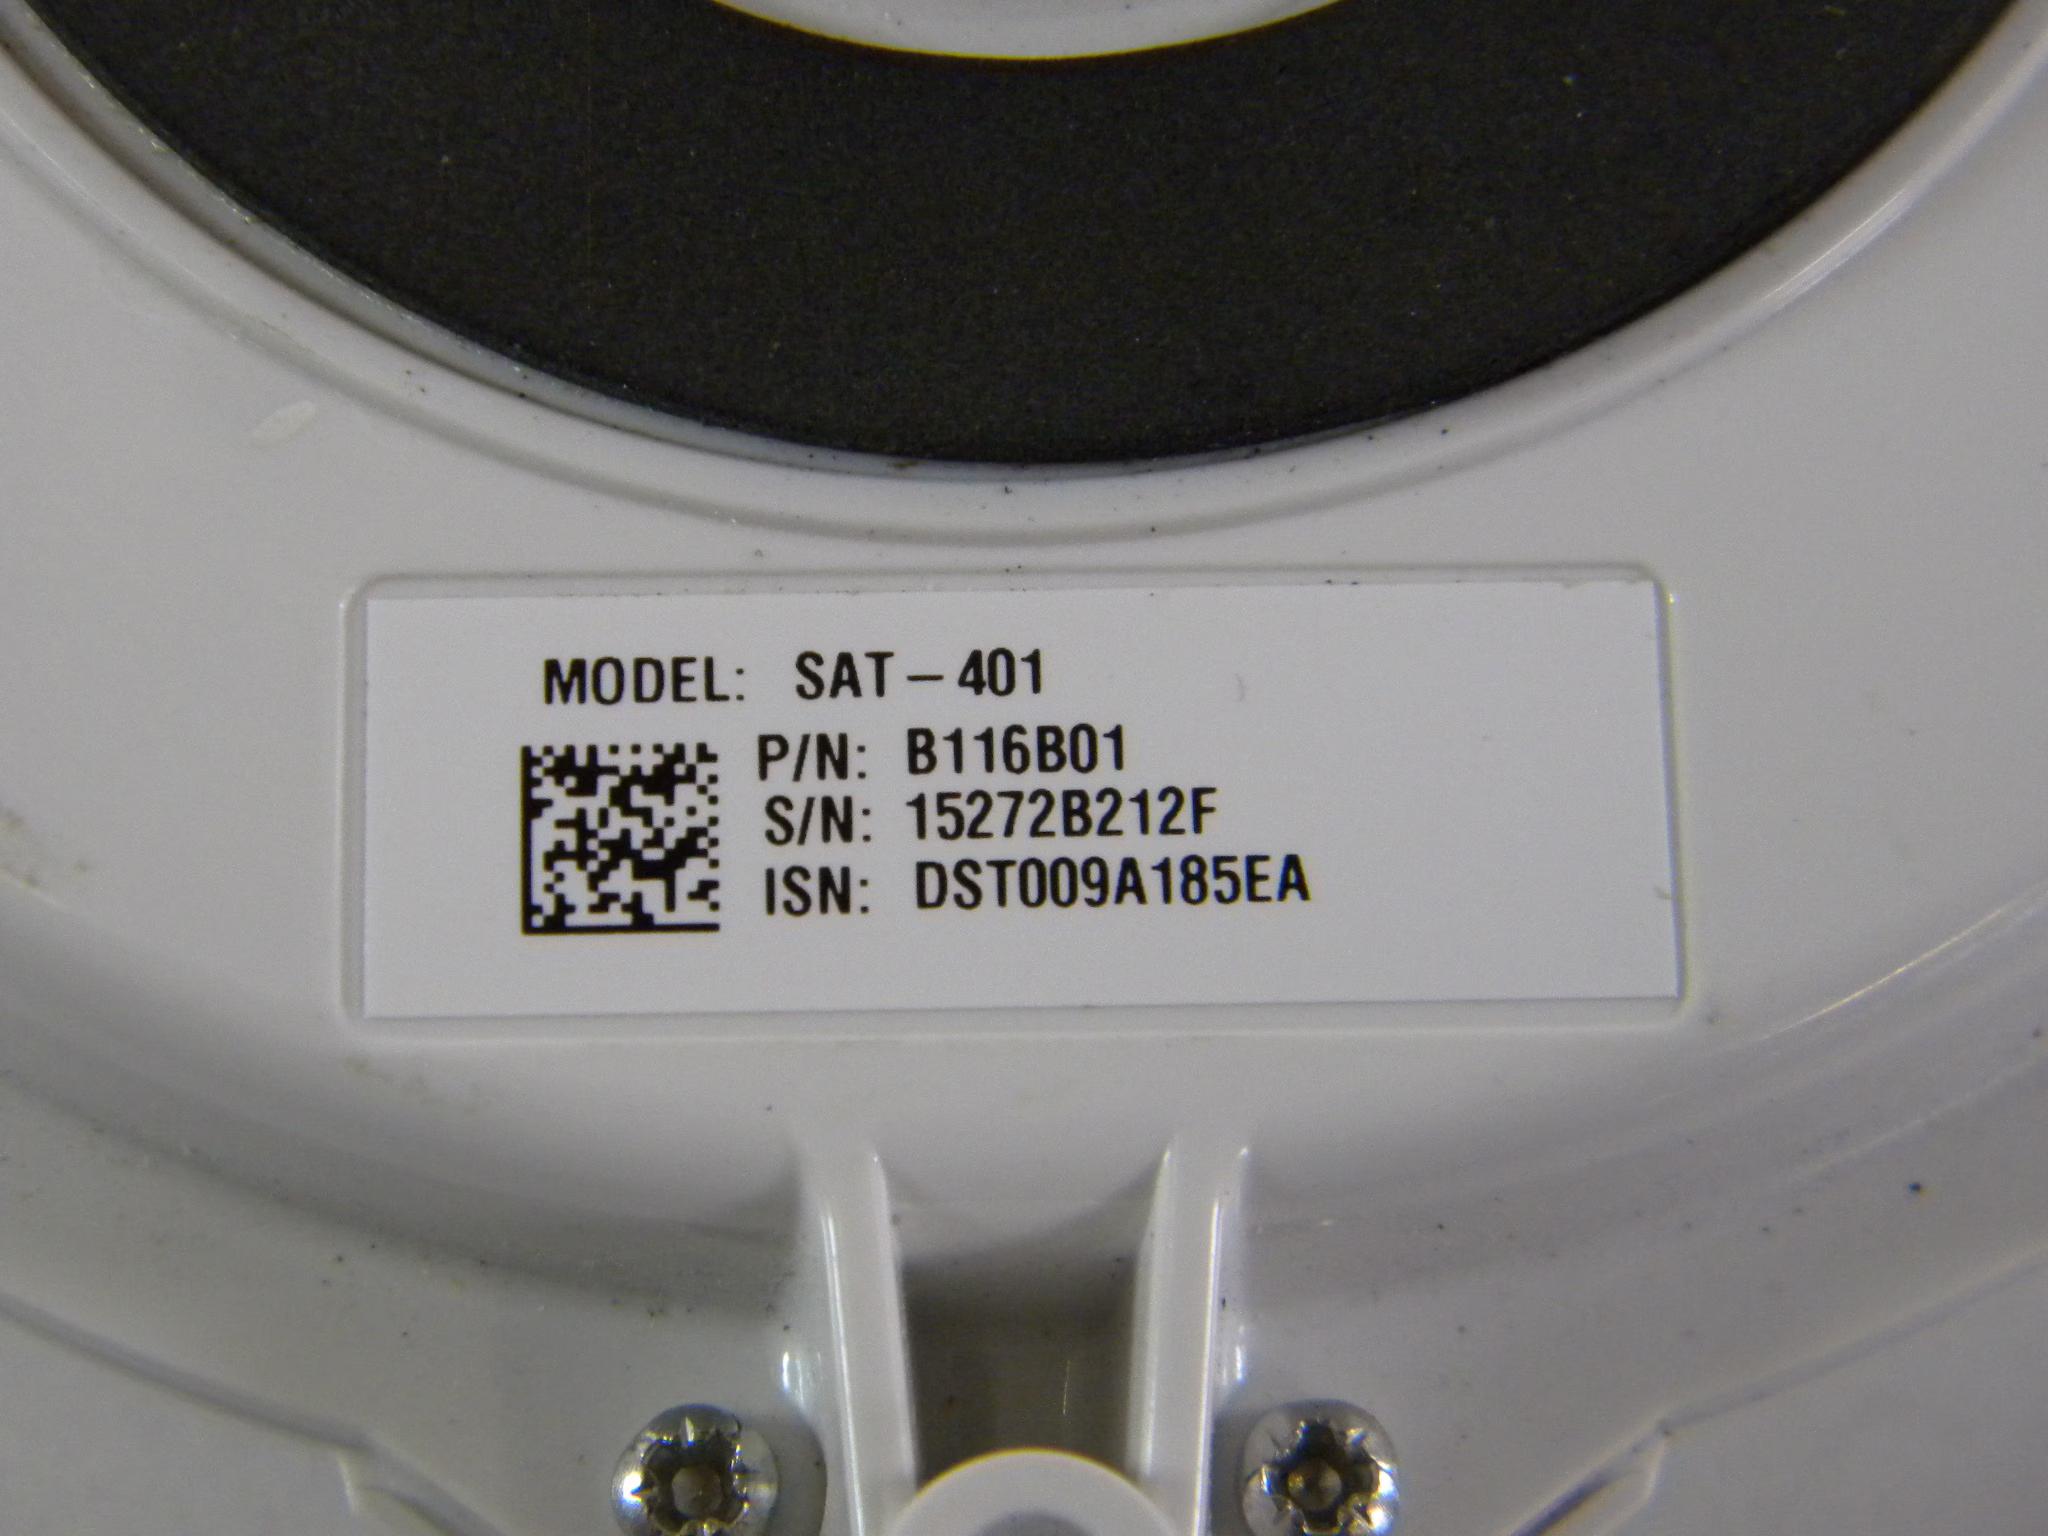 MODEL: SAT-401
P/N: B116B01
S/N: 15272B212F
ISN: DST009A185EA